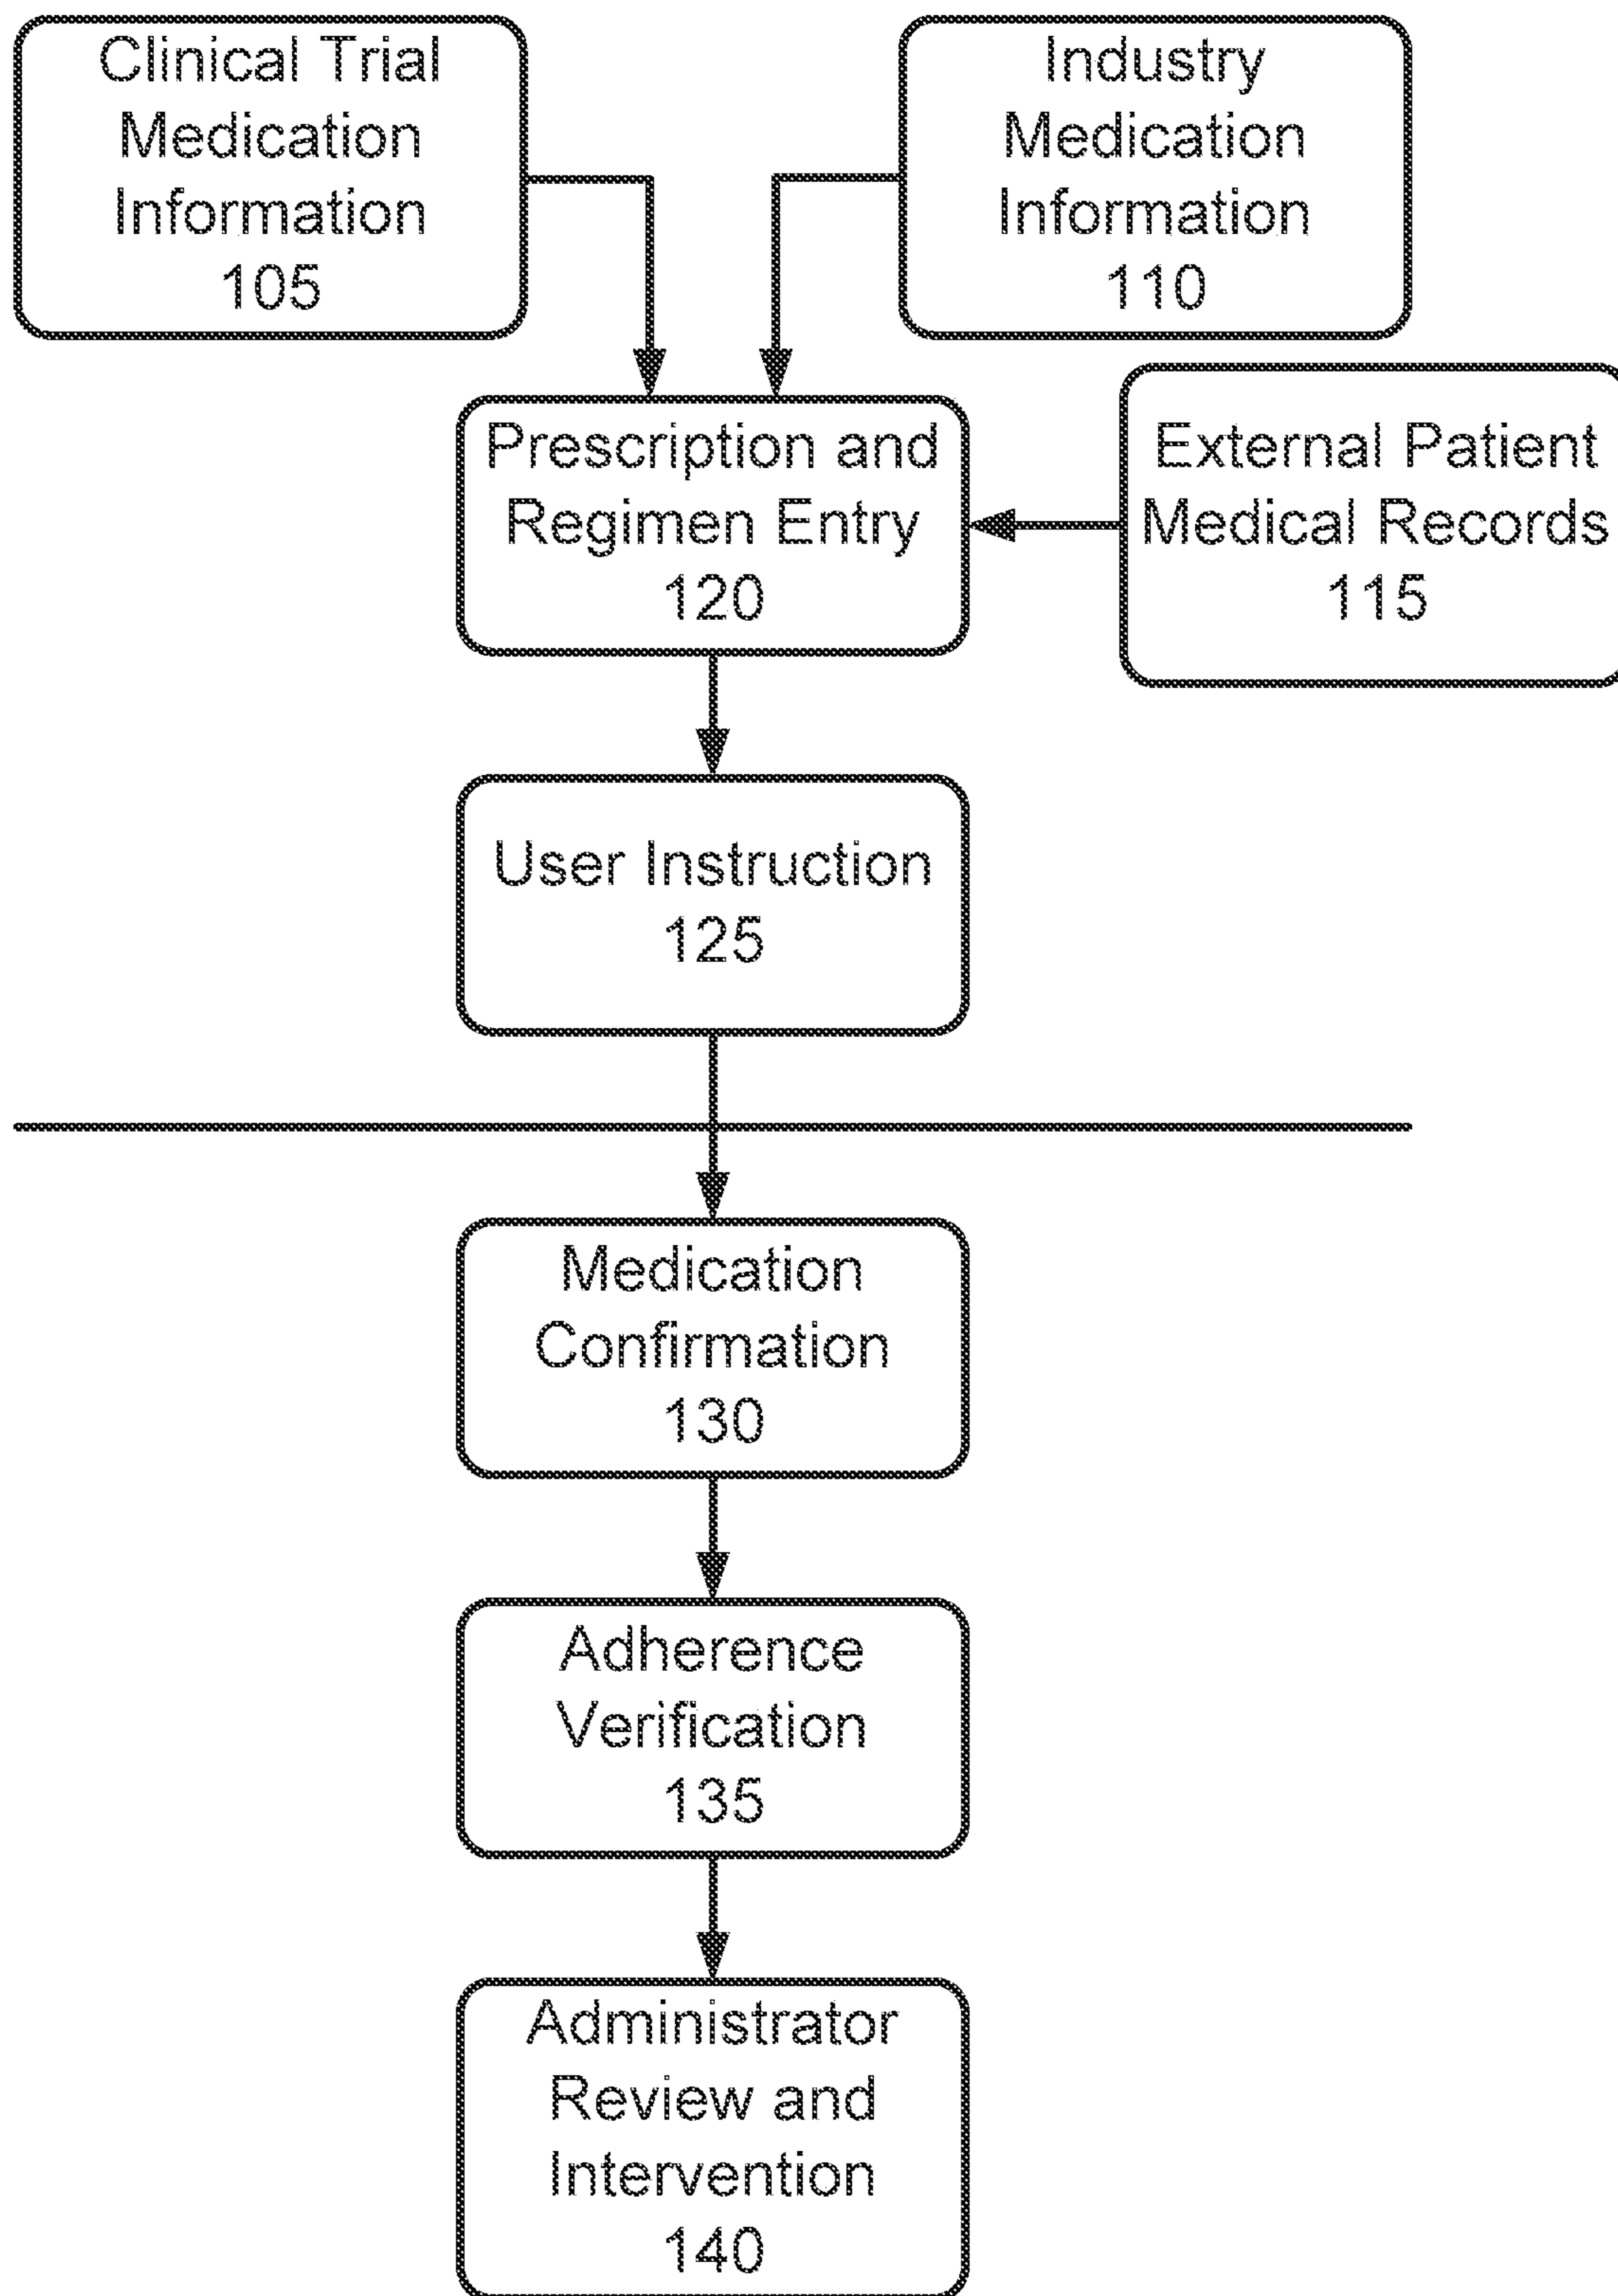 Clinical Trial
Medication
Information
105
Industry
Medication
Information
110
Prescription and
Regimen Entry
120
External Patient
Medical Records
115
User Instruction
125
Medication
Confirmation
130
Adherence
Verification
135
Administrator
Review and
Intervention
140